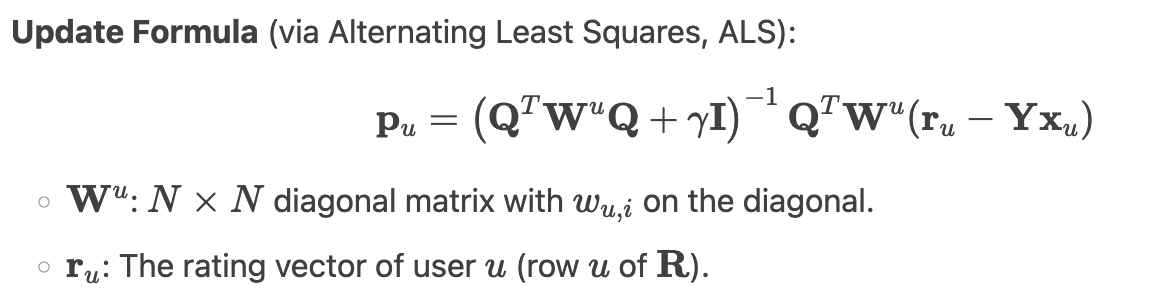 Update Formula (via Alternating Least Squares, ALS):
p_u = (Q^T W^u Q + γI)^{-1} Q^T W^u (r_u − Yx_u)
◦ W^u: N × N diagonal matrix with w_{u,i} on the diagonal.
◦ r_u: The rating vector of user u (row u of R).